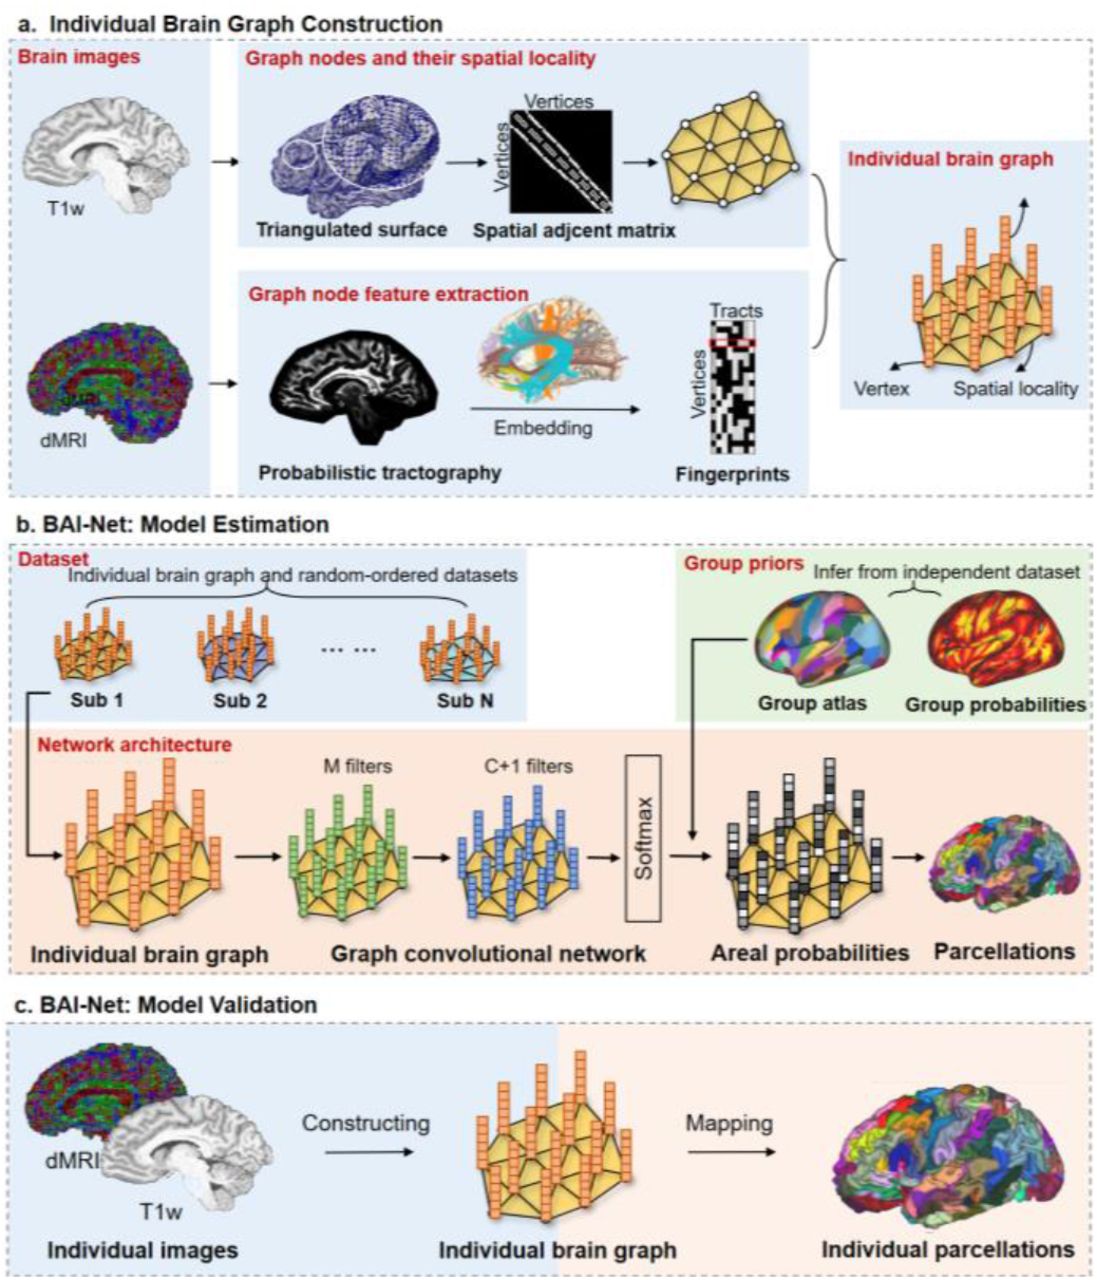 a. Individual Brain Graph Construction
Brain images
Graph nodes and their spatial locality
Vertices
Vertices
T1w
Triangulated surface
Spatial adjcent matrix
Individual brain graph
Vertex
Spatial locality
Graph node feature extraction
Tracts
Vertices
dMRI
Embedding
Probabilistic tractography
Fingerprints
b. BAI-Net: Model Estimation
Dataset
Individual brain graph and random-ordered datasets
Sub 1
Sub 2
... ...
Sub N
Group priors
Infer from independent dataset
Group atlas
Group probabilities
Network architecture
M filters
C+1 filters
Softmax
Individual brain graph
Graph convolutional network
Areal probabilities
Parcellations
c. BAI-Net: Model Validation
dMRI
T1w
Individual images
Constructing
Individual brain graph
Mapping
Individual parcellations